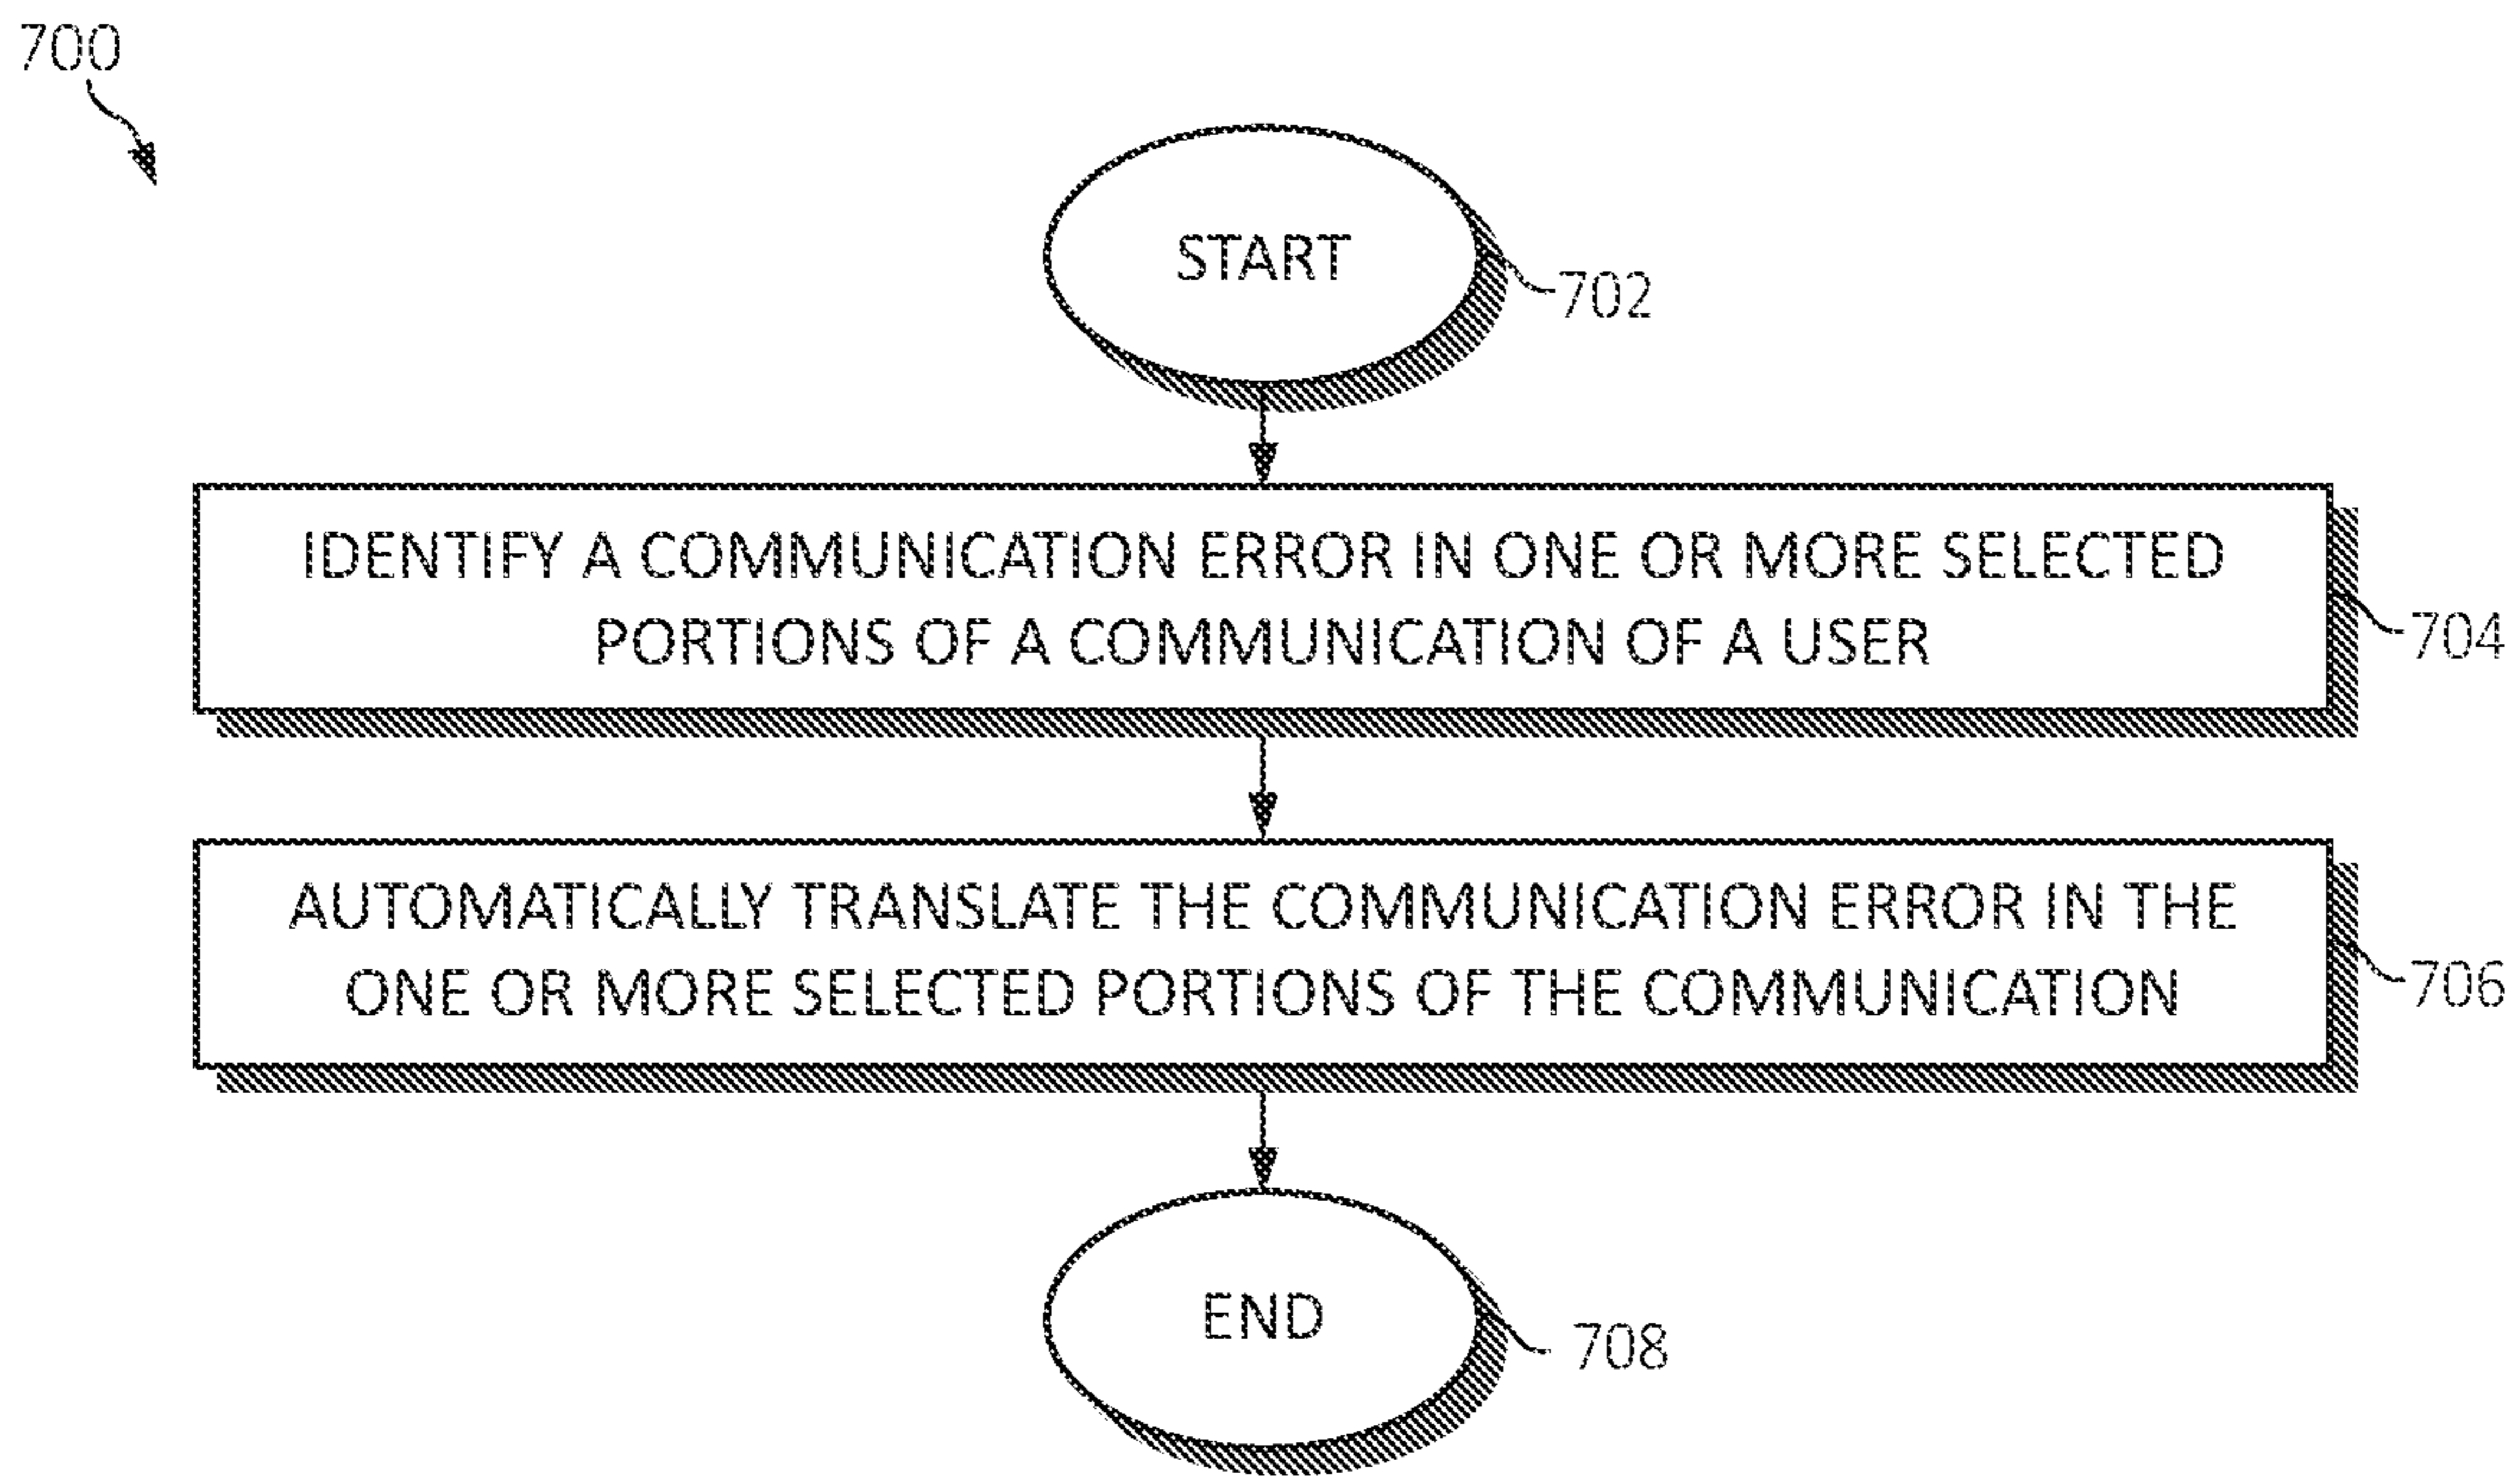 700
START
702
IDENTIFY A COMMUNICATION ERROR IN ONE OR MORE SELECTED
PORTIONS OF A COMMUNICATION OF A USER
704
AUTOMATICALLY TRANSLATE THE COMMUNICATION ERROR IN THE
ONE OR MORE SELECTED PORTIONS OF THE COMMUNICATION
706
END
708